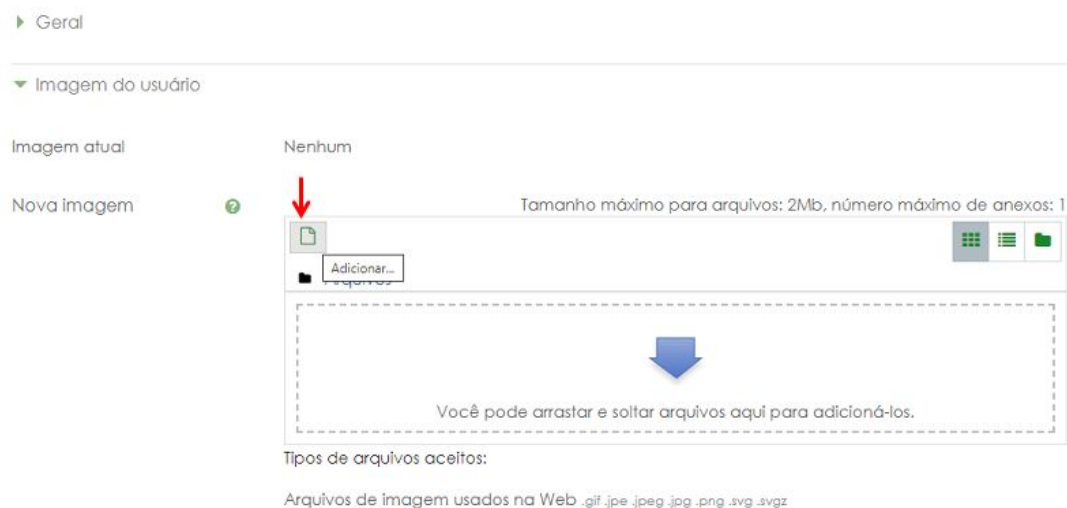 Geral
Imagem do usuário
Imagem atual Nenhum
Nova imagem Tamanho máximo para arquivos: 2Mb, número máximo de anexos: 1
Adicionar...
Arquivos
Você pode arrastar e soltar arquivos aqui para adicioná-los.
Tipos de arquivos aceitos:
Arquivos de imagem usados na Web .gif .jpe .jpeg .jpg .png .svg .svgz